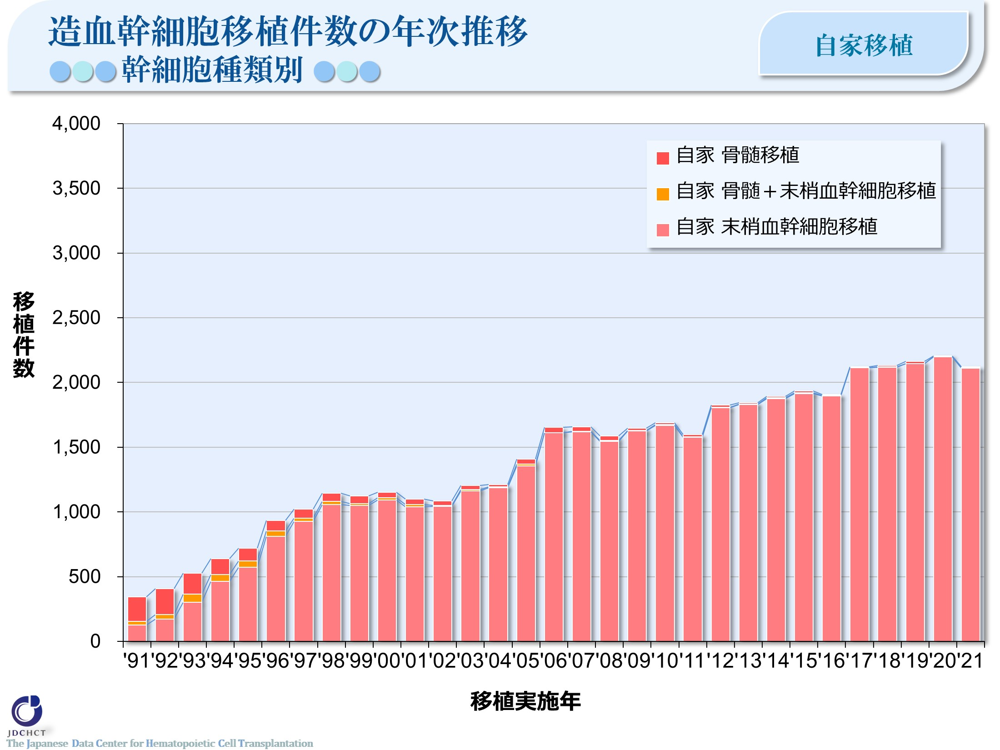 造血幹細胞移植件数の年次推移
幹細胞種類別
自家移植
4,000
3,500
3,000
2,500
2,000
1,500
1,000
500
0
自家 骨髄移植
自家 骨髄＋末梢血幹細胞移植
自家 末梢血幹細胞移植
移植件数
'91 '92 '93 '94 '95 '96 '97 '98 '99 '00 '01 '02 '03 '04 '05 '06 '07 '08 '09 '10 '11 '12 '13 '14 '15 '16 '17 '18 '19 '20 '21
移植実施年
JDCHCT
The Japanese Data Center for Hematopoietic Cell Transplantation